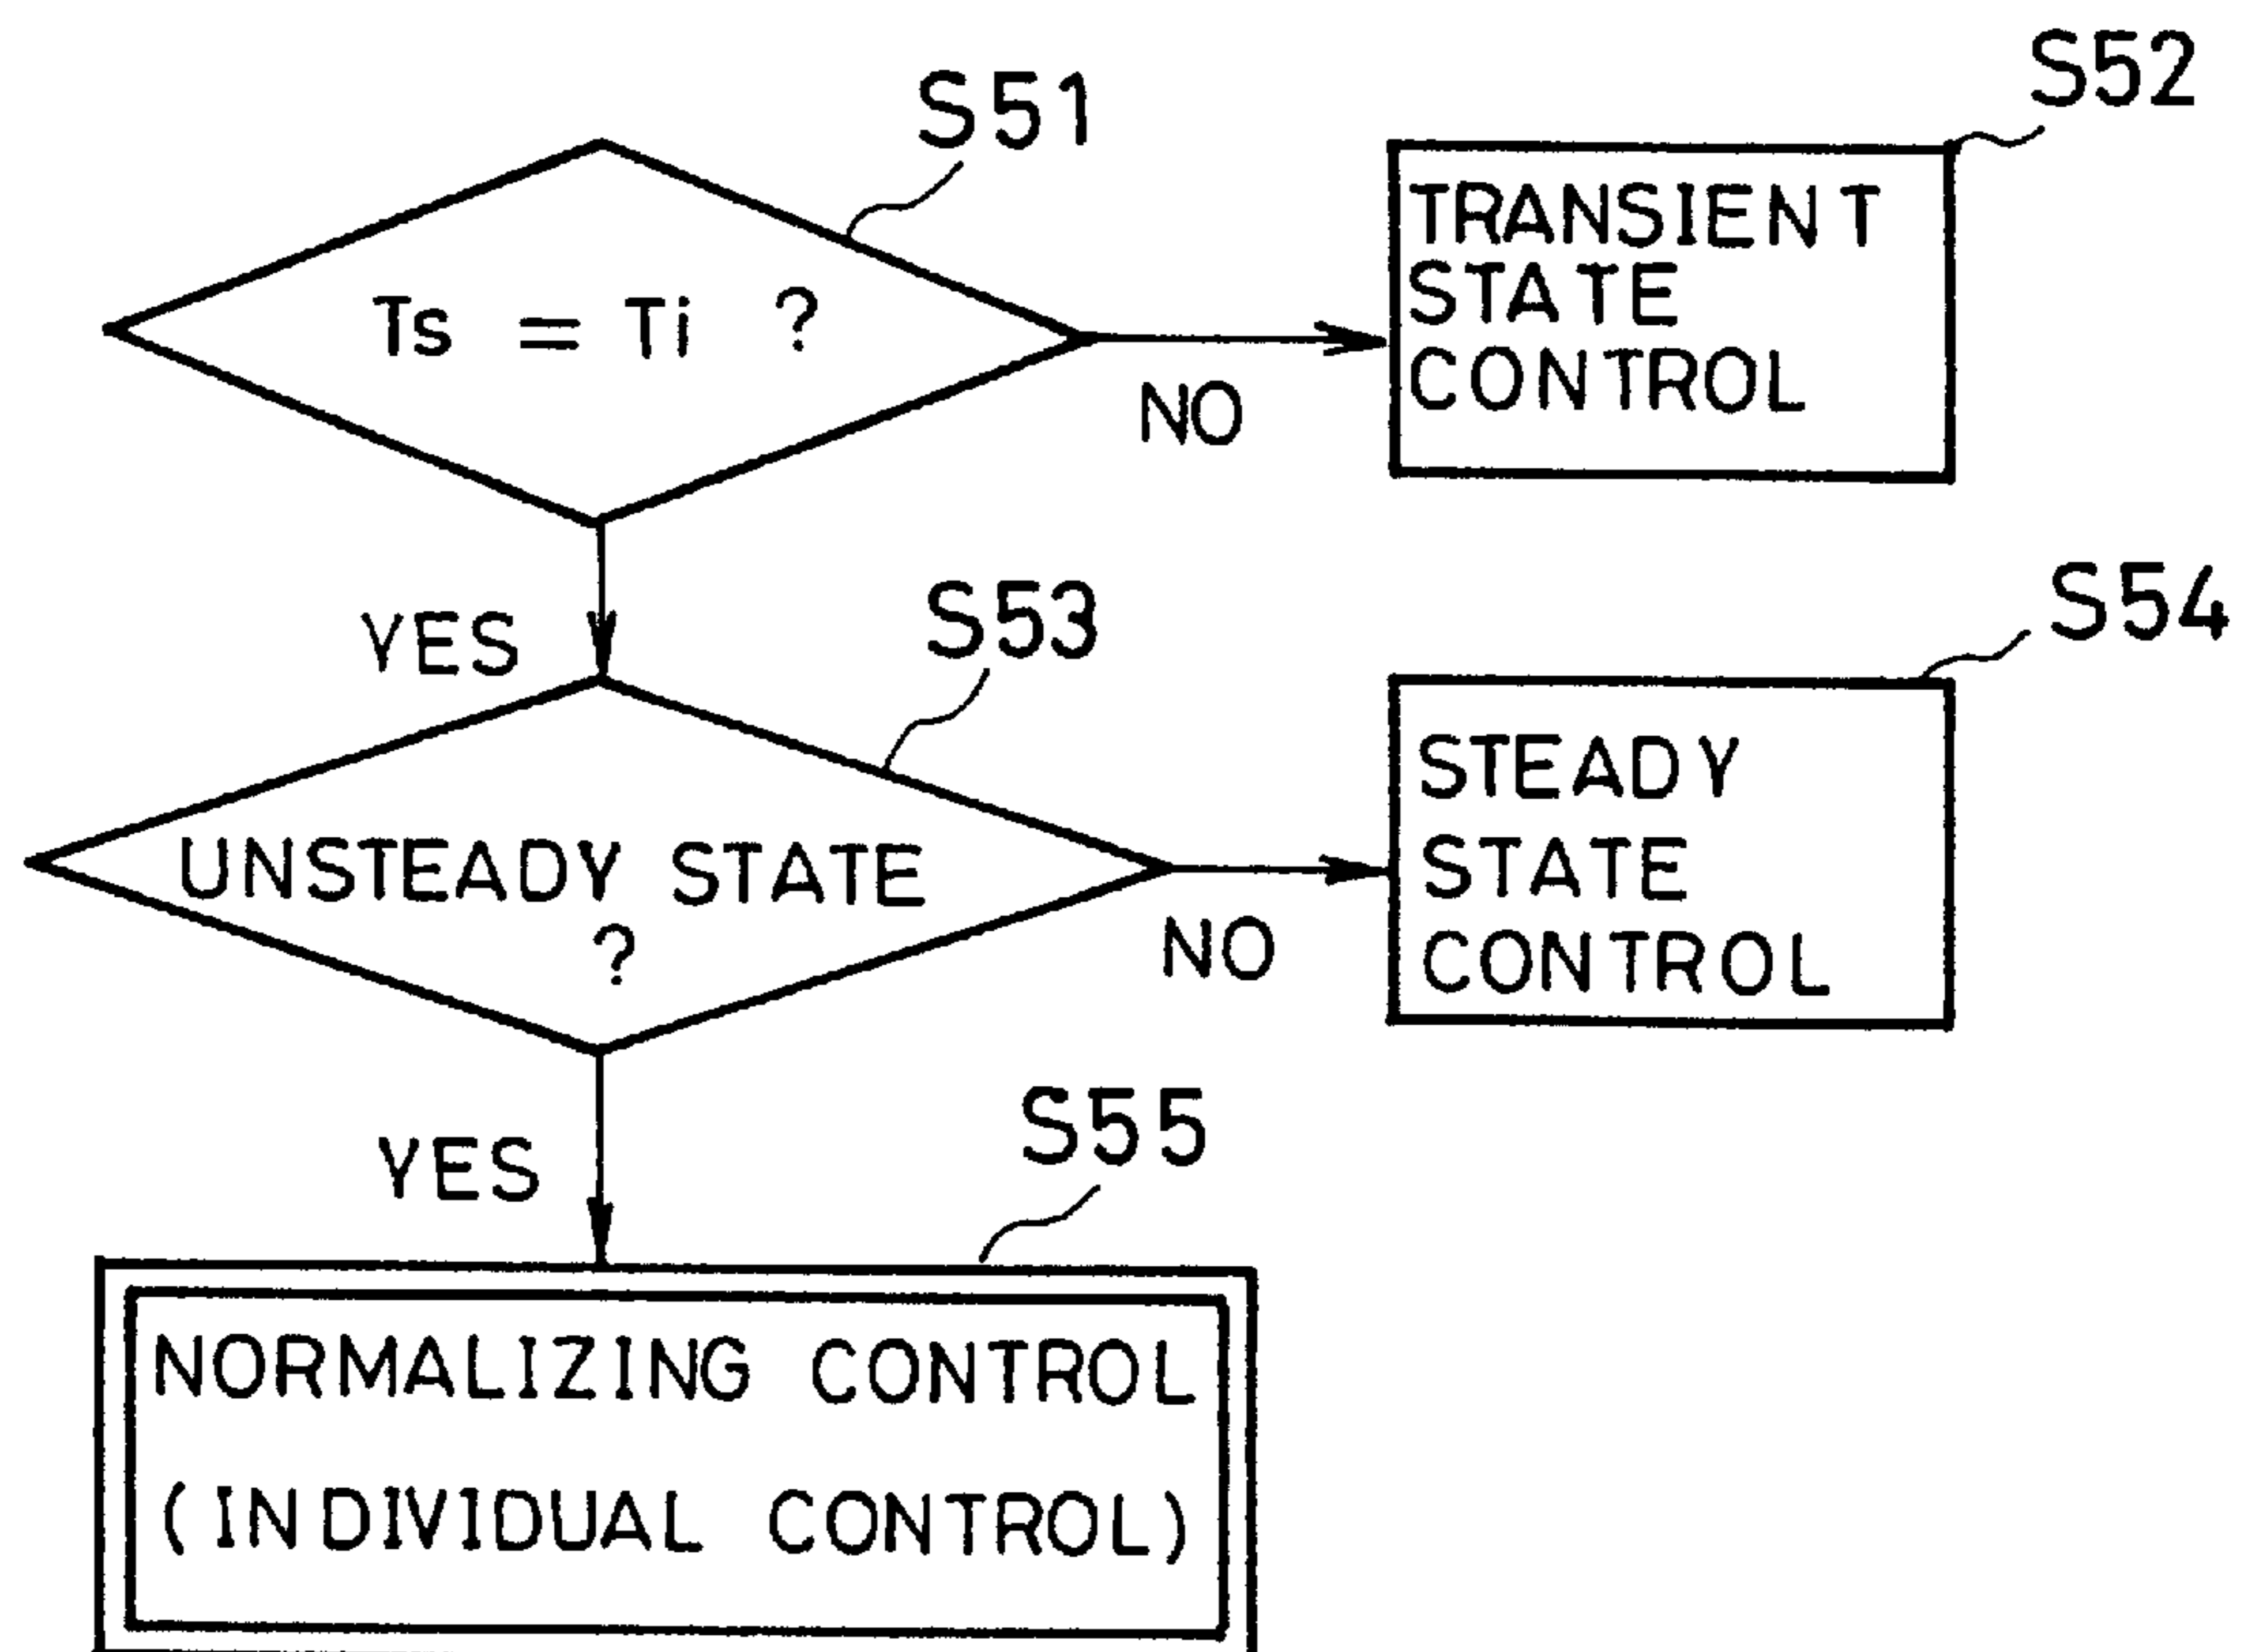 S51
S52
Ts = Ti ?
TRANSIENT
STATE
CONTROL
NO
YES
S53
S54
UNSTEADY STATE
?
STEADY
STATE
CONTROL
NO
YES
S55
NORMALIZING CONTROL
(INDIVIDUAL CONTROL)